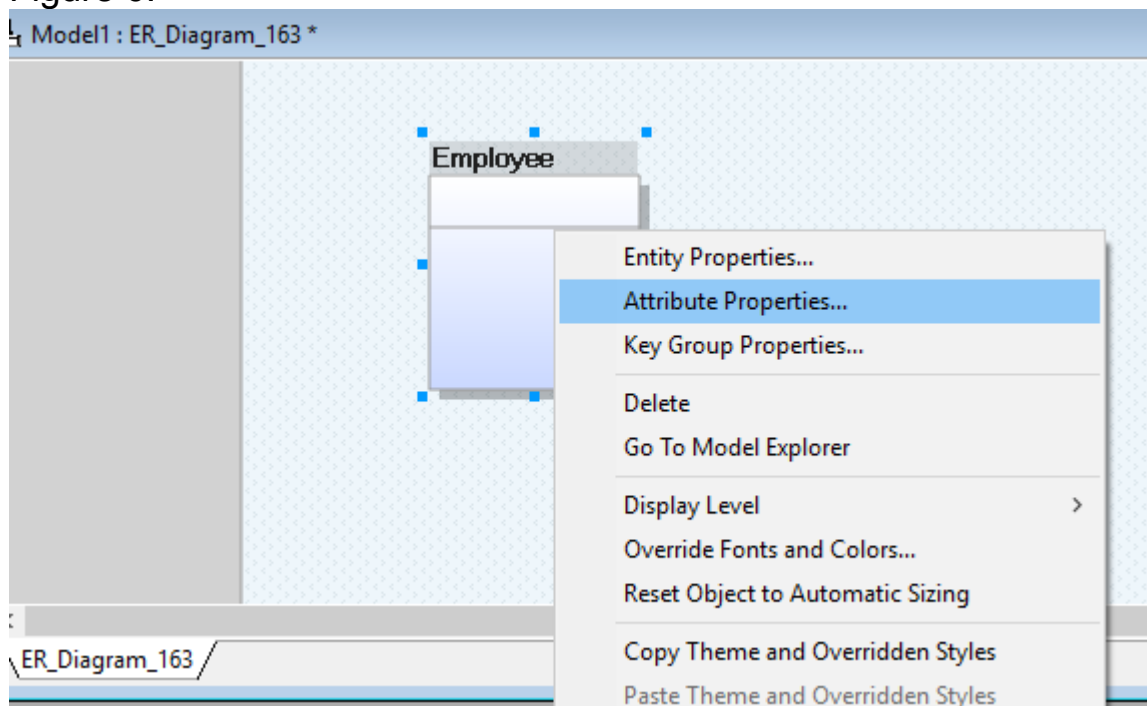 Model1 : ER_Diagram_163 *
Employee
Entity Properties...
Attribute Properties...
Key Group Properties...
Delete
Go To Model Explorer
Display Level
Override Fonts and Colors...
Reset Object to Automatic Sizing
Copy Theme and Overridden Styles
Paste Theme and Overridden Styles
ER_Diagram_163